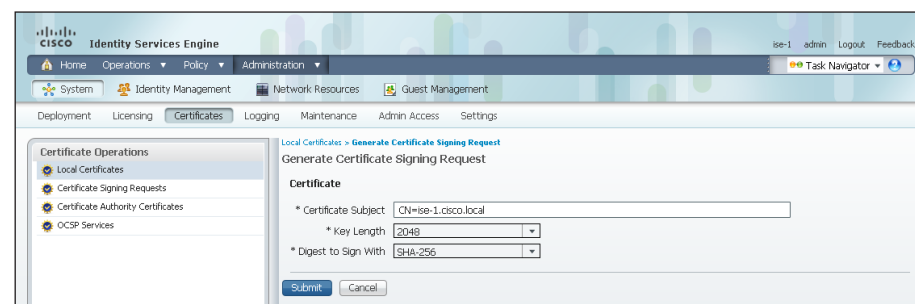 CISCO Identity Services Engine
ise-1 admin Logout Feedback
Home Operations ▼ Policy ▼ Administration ▼
Task Navigator ▼
System Identity Management Network Resources Guest Management
Deployment Licensing Certificates Logging Maintenance Admin Access Settings
Certificate Operations
Local Certificates
Certificate Signing Requests
Certificate Authority Certificates
OCSP Services
Local Certificates > Generate Certificate Signing Request
Generate Certificate Signing Request
Certificate
* Certificate Subject CN=ise-1.cisco.local
* Key Length 2048
* Digest to Sign With SHA-256
Submit Cancel